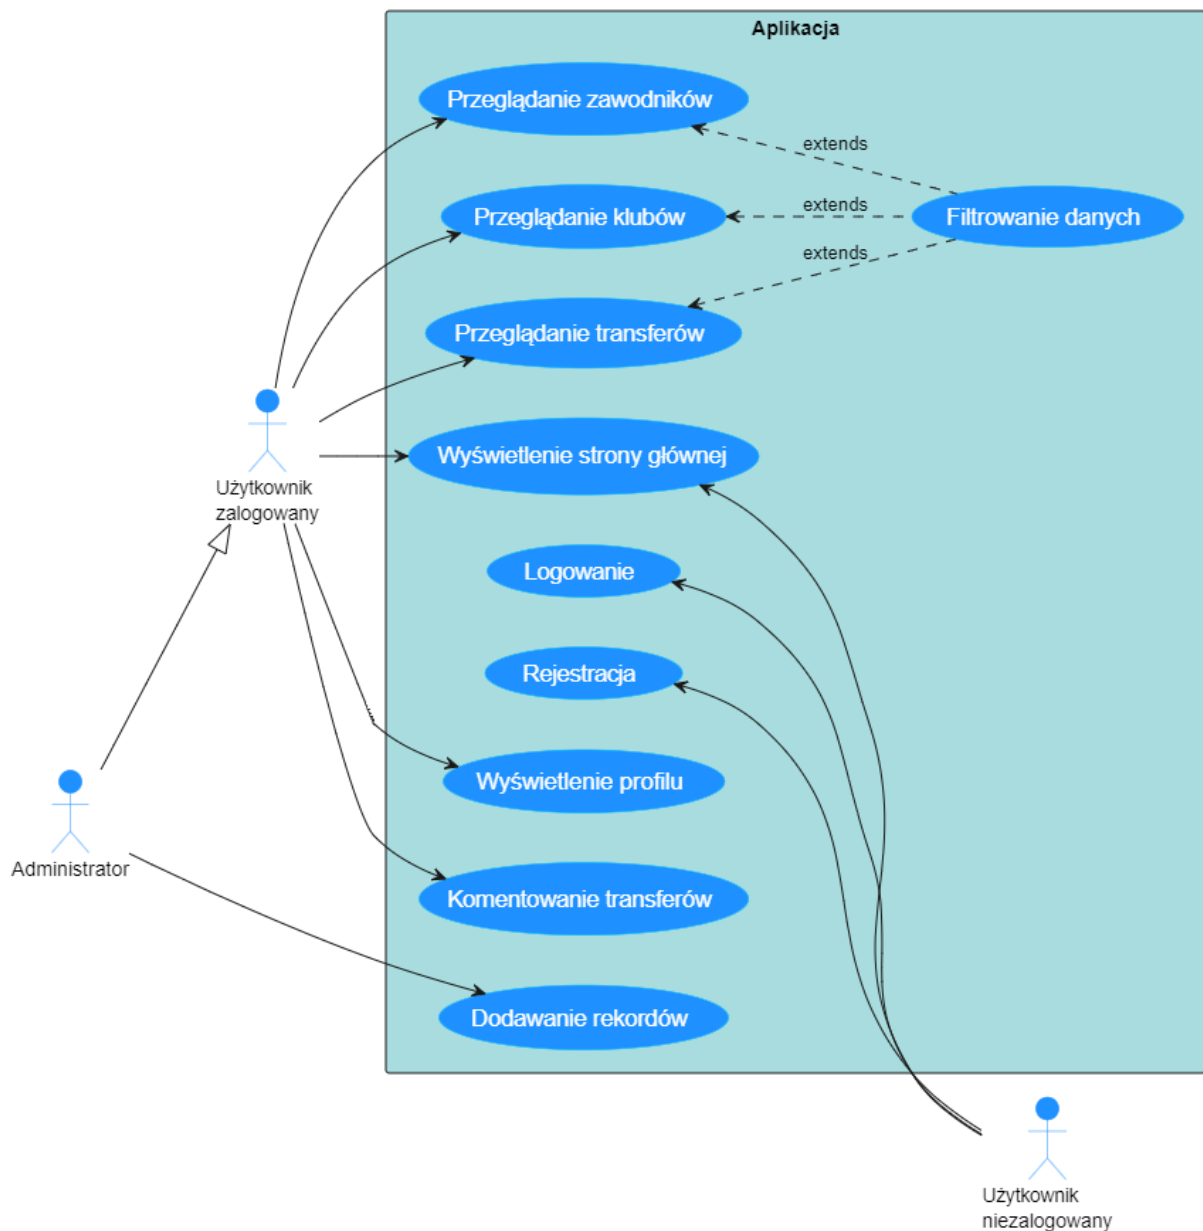 Aplikacja
Przeglądanie zawodników
extends
Przeglądanie klubów
extends
Filtrowanie danych
extends
Przeglądanie transferów
Wyświetlenie strony głównej
Użytkownik
zalogowany
Logowanie
Rejestracja
Wyświetlenie profilu
Administrator
Komentowanie transferów
Dodawanie rekordów
Użytkownik
niezalogowany